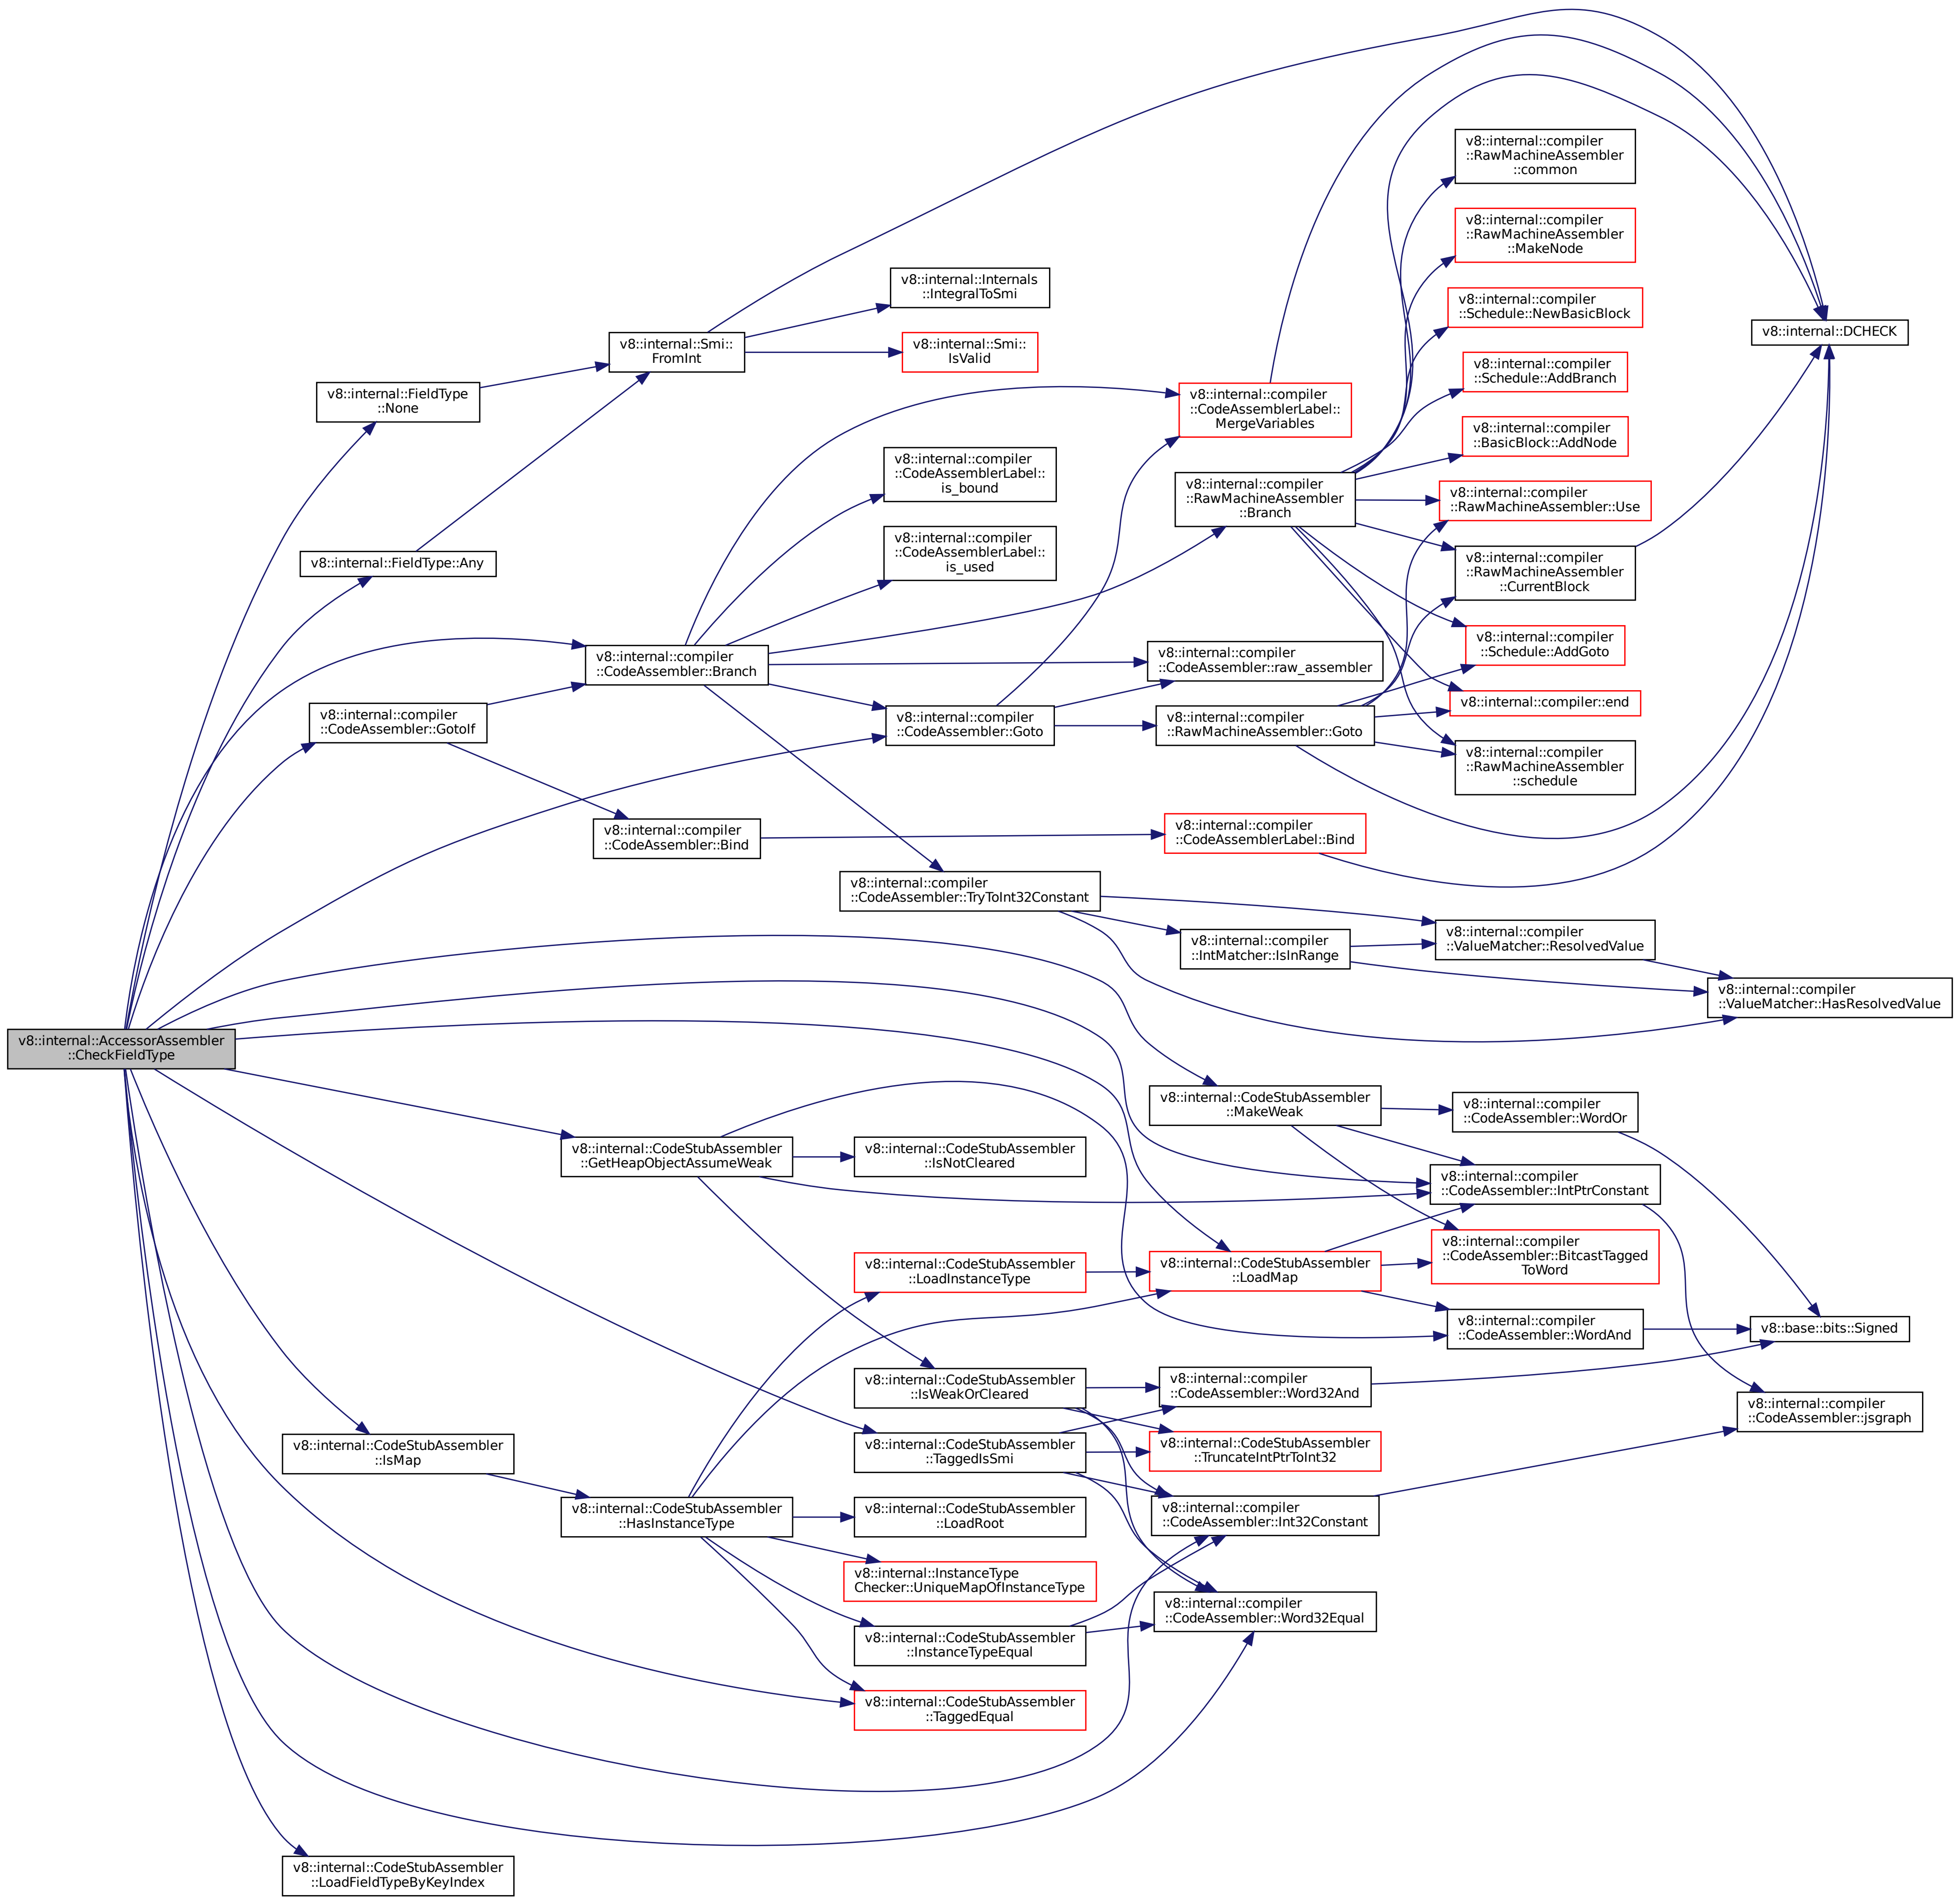 v8::internal::AccessorAssembler
::CheckFieldType
v8::internal::FieldType
::None
v8::internal::FieldType::Any
v8::internal::compiler
::CodeAssembler::GotoIf
v8::internal::CodeStubAssembler
::IsMap
v8::internal::CodeStubAssembler
::LoadFieldTypeByKeyIndex
v8::internal::Smi::
FromInt
v8::internal::compiler
::CodeAssembler::Branch
v8::internal::compiler
::CodeAssembler::Bind
v8::internal::CodeStubAssembler
::GetHeapObjectAssumeWeak
v8::internal::CodeStubAssembler
::HasInstanceType
v8::internal::Internals
::IntegralToSmi
v8::internal::Smi::
IsValid
v8::internal::compiler
::CodeAssemblerLabel::
is_bound
v8::internal::compiler
::CodeAssemblerLabel::
is_used
v8::internal::compiler
::CodeAssembler::Goto
v8::internal::compiler
::CodeAssembler::TryToInt32Constant
v8::internal::CodeStubAssembler
::IsNotCleared
v8::internal::CodeStubAssembler
::LoadInstanceType
v8::internal::CodeStubAssembler
::IsWeakOrCleared
v8::internal::CodeStubAssembler
::TaggedIsSmi
v8::internal::CodeStubAssembler
::LoadRoot
v8::internal::InstanceType
Checker::UniqueMapOfInstanceType
v8::internal::CodeStubAssembler
::InstanceTypeEqual
v8::internal::CodeStubAssembler
::TaggedEqual
v8::internal::compiler
::CodeAssemblerLabel::
MergeVariables
v8::internal::compiler
::RawMachineAssembler
::Branch
v8::internal::compiler
::CodeAssembler::raw_assembler
v8::internal::compiler
::RawMachineAssembler::Goto
v8::internal::compiler
::CodeAssemblerLabel::Bind
v8::internal::compiler
::IntMatcher::IsInRange
v8::internal::CodeStubAssembler
::MakeWeak
v8::internal::CodeStubAssembler
::LoadMap
v8::internal::compiler
::CodeAssembler::Word32And
v8::internal::CodeStubAssembler
::TruncateIntPtrToInt32
v8::internal::compiler
::CodeAssembler::Int32Constant
v8::internal::compiler
::CodeAssembler::Word32Equal
v8::internal::compiler
::RawMachineAssembler
::common
v8::internal::compiler
::RawMachineAssembler
::MakeNode
v8::internal::compiler
::Schedule::NewBasicBlock
v8::internal::compiler
::Schedule::AddBranch
v8::internal::compiler
::BasicBlock::AddNode
v8::internal::compiler
::RawMachineAssembler::Use
v8::internal::compiler
::RawMachineAssembler
::CurrentBlock
v8::internal::compiler
::Schedule::AddGoto
v8::internal::compiler::end
v8::internal::compiler
::RawMachineAssembler
::schedule
v8::internal::compiler
::ValueMatcher::ResolvedValue
v8::internal::compiler
::CodeAssembler::WordOr
v8::internal::compiler
::CodeAssembler::IntPtrConstant
v8::internal::compiler
::CodeAssembler::BitcastTagged
ToWord
v8::internal::compiler
::CodeAssembler::WordAnd
v8::internal::DCHECK
v8::internal::compiler
::ValueMatcher::HasResolvedValue
v8::base::bits::Signed
v8::internal::compiler
::CodeAssembler::jsgraph